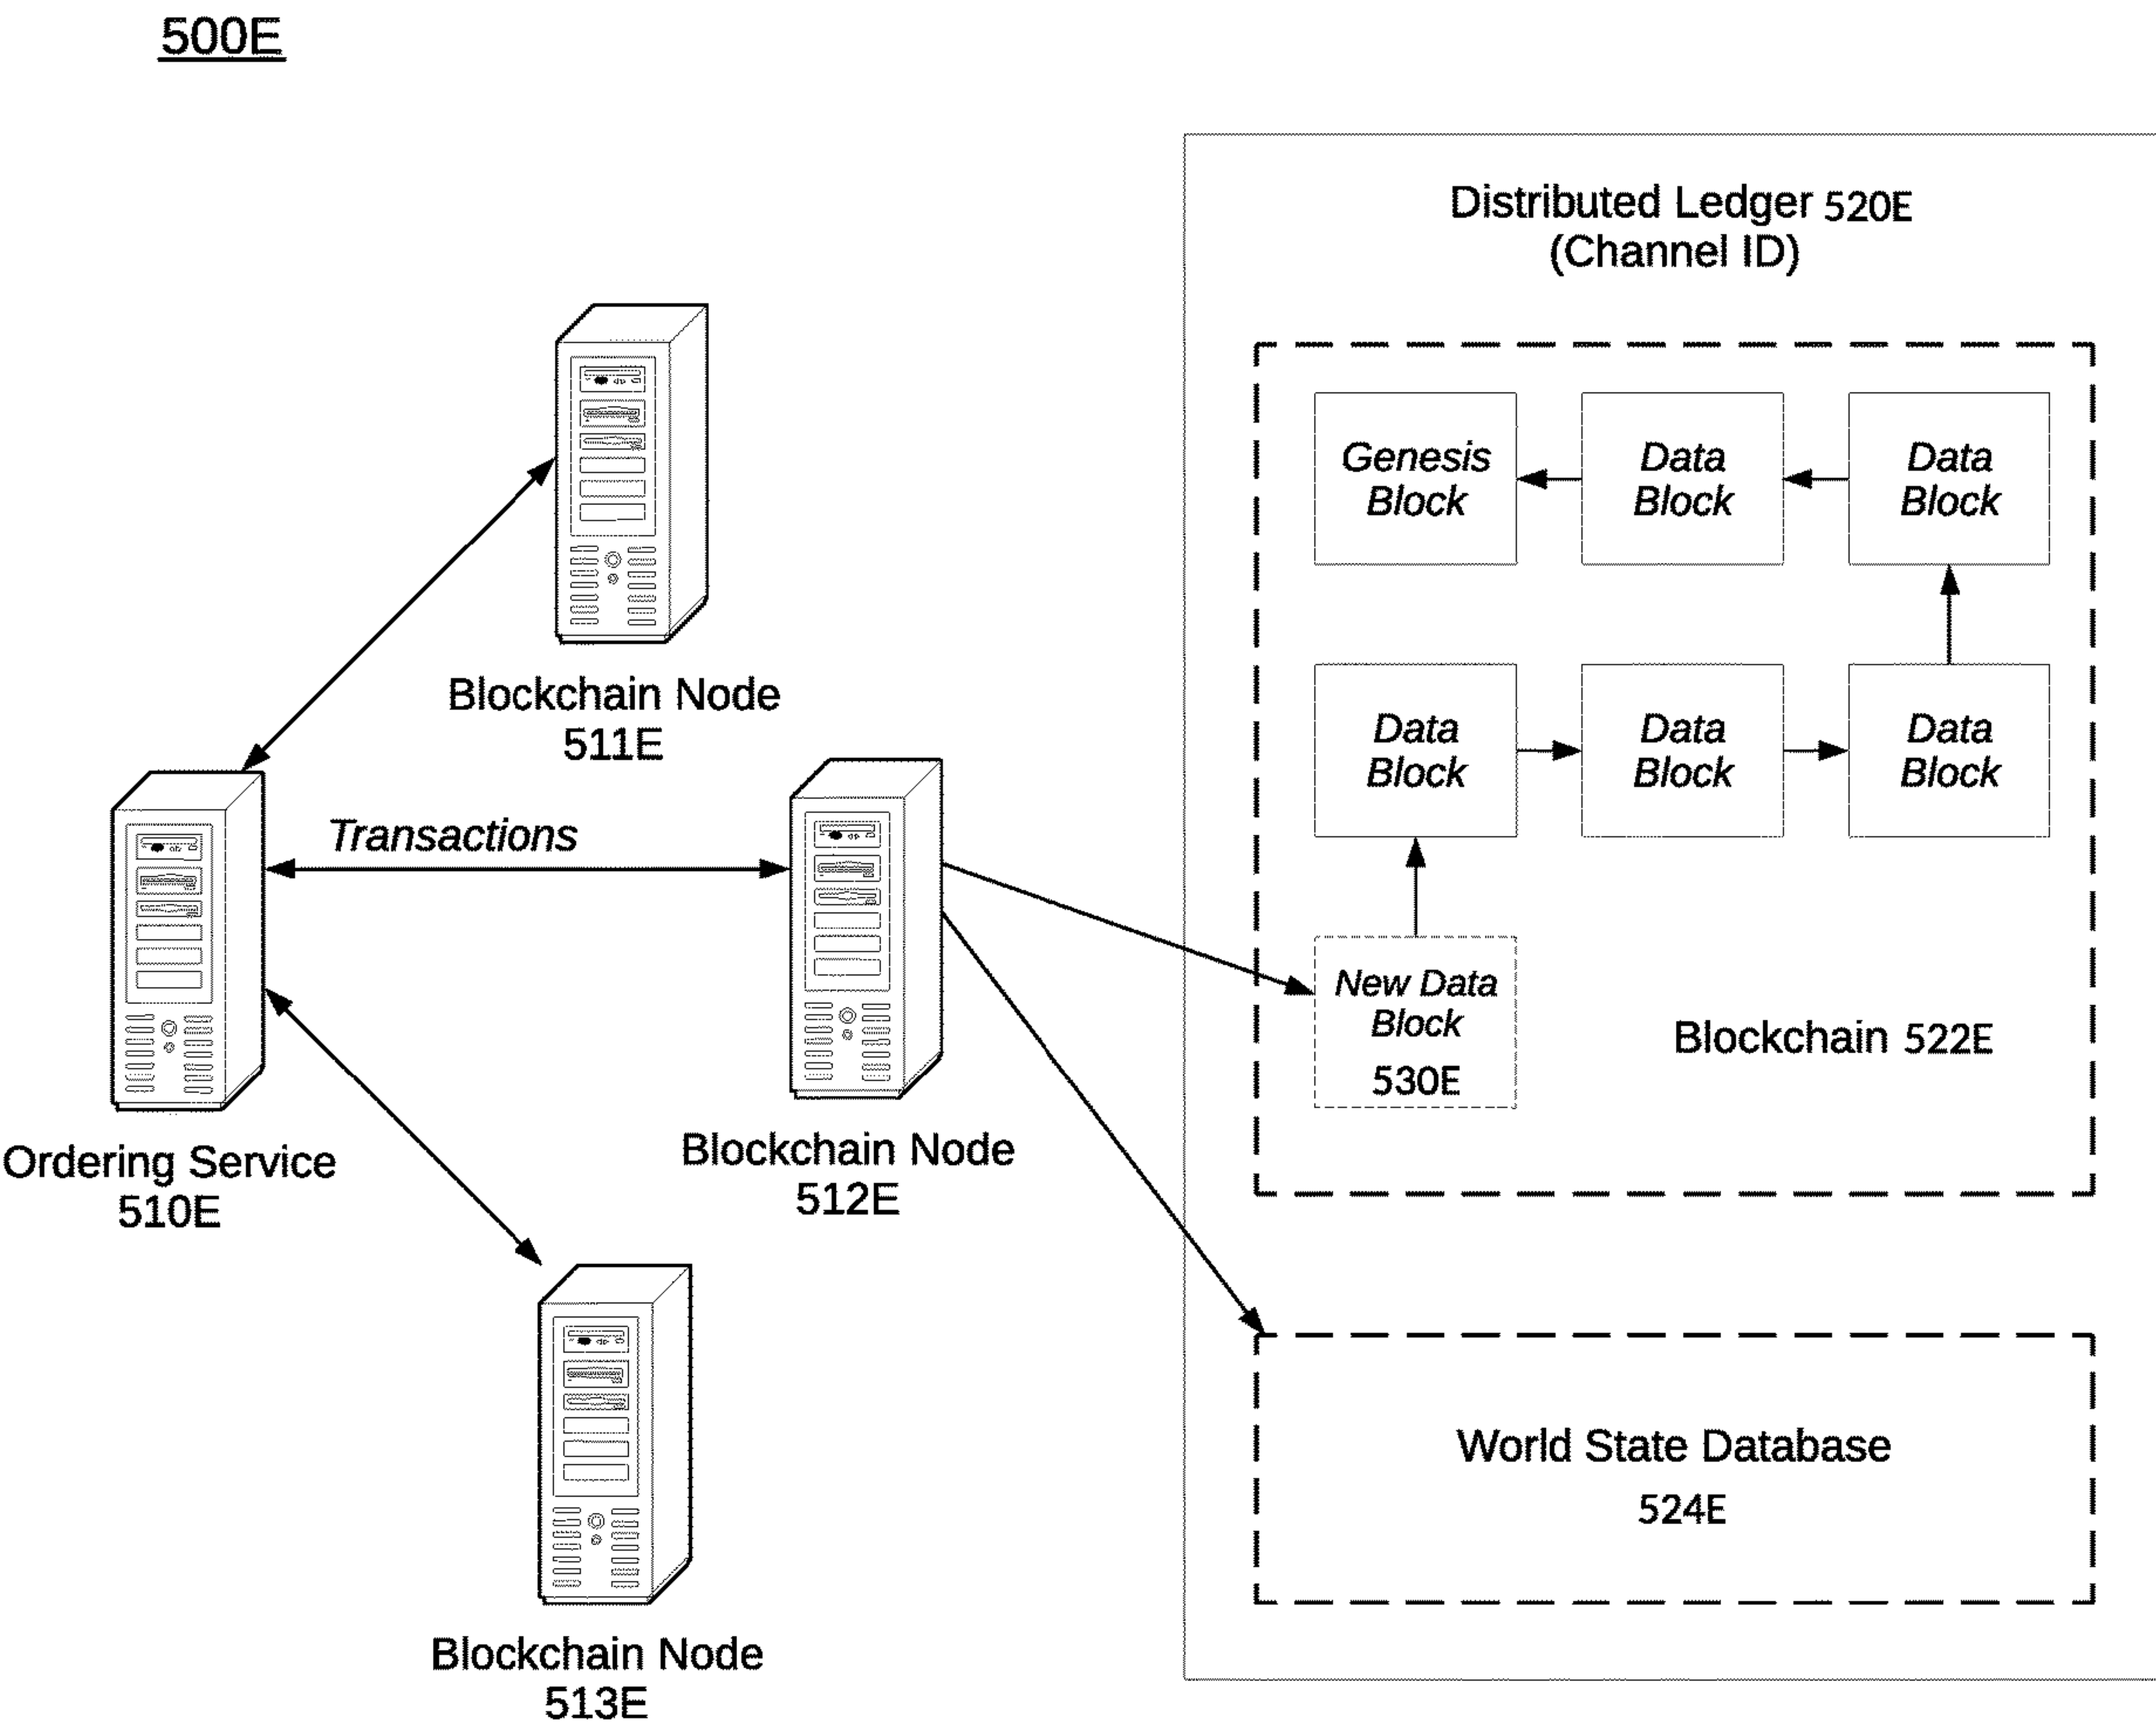 500E
Distributed Ledger 520E
(Channel ID)
Genesis
Block
Data
Block
Data
Block
Blockchain Node
511E
Data
Block
Data
Block
Data
Block
Transactions
New Data
Block
530E
Blockchain 522E
Ordering Service
510E
Blockchain Node
512E
World State Database
524E
Blockchain Node
513E